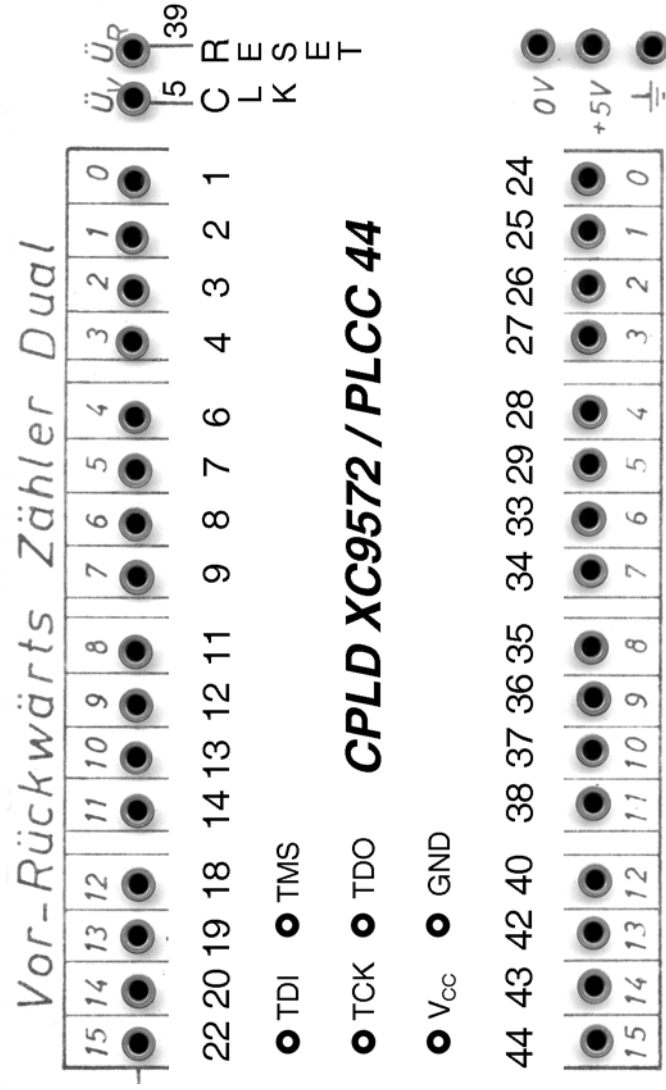 Vor-Rückwärts Zähler Dual
15 14 13 12 11 10 9 8 7 6 5 4 3 2 1 0 ÜV ÜR
5 39
22 20 19 18 14 13 12 11 9 8 7 6 4 3 2 1 CLK RESET
TDI TMS
TCK TDO
CPLD XC9572 / PLCC 44
VCC GND
44 43 42 40 38 37 36 35 34 33 29 28 27 26 25 24
0V
+5V
15 14 13 12 11 10 9 8 7 6 5 4 3 2 1 0